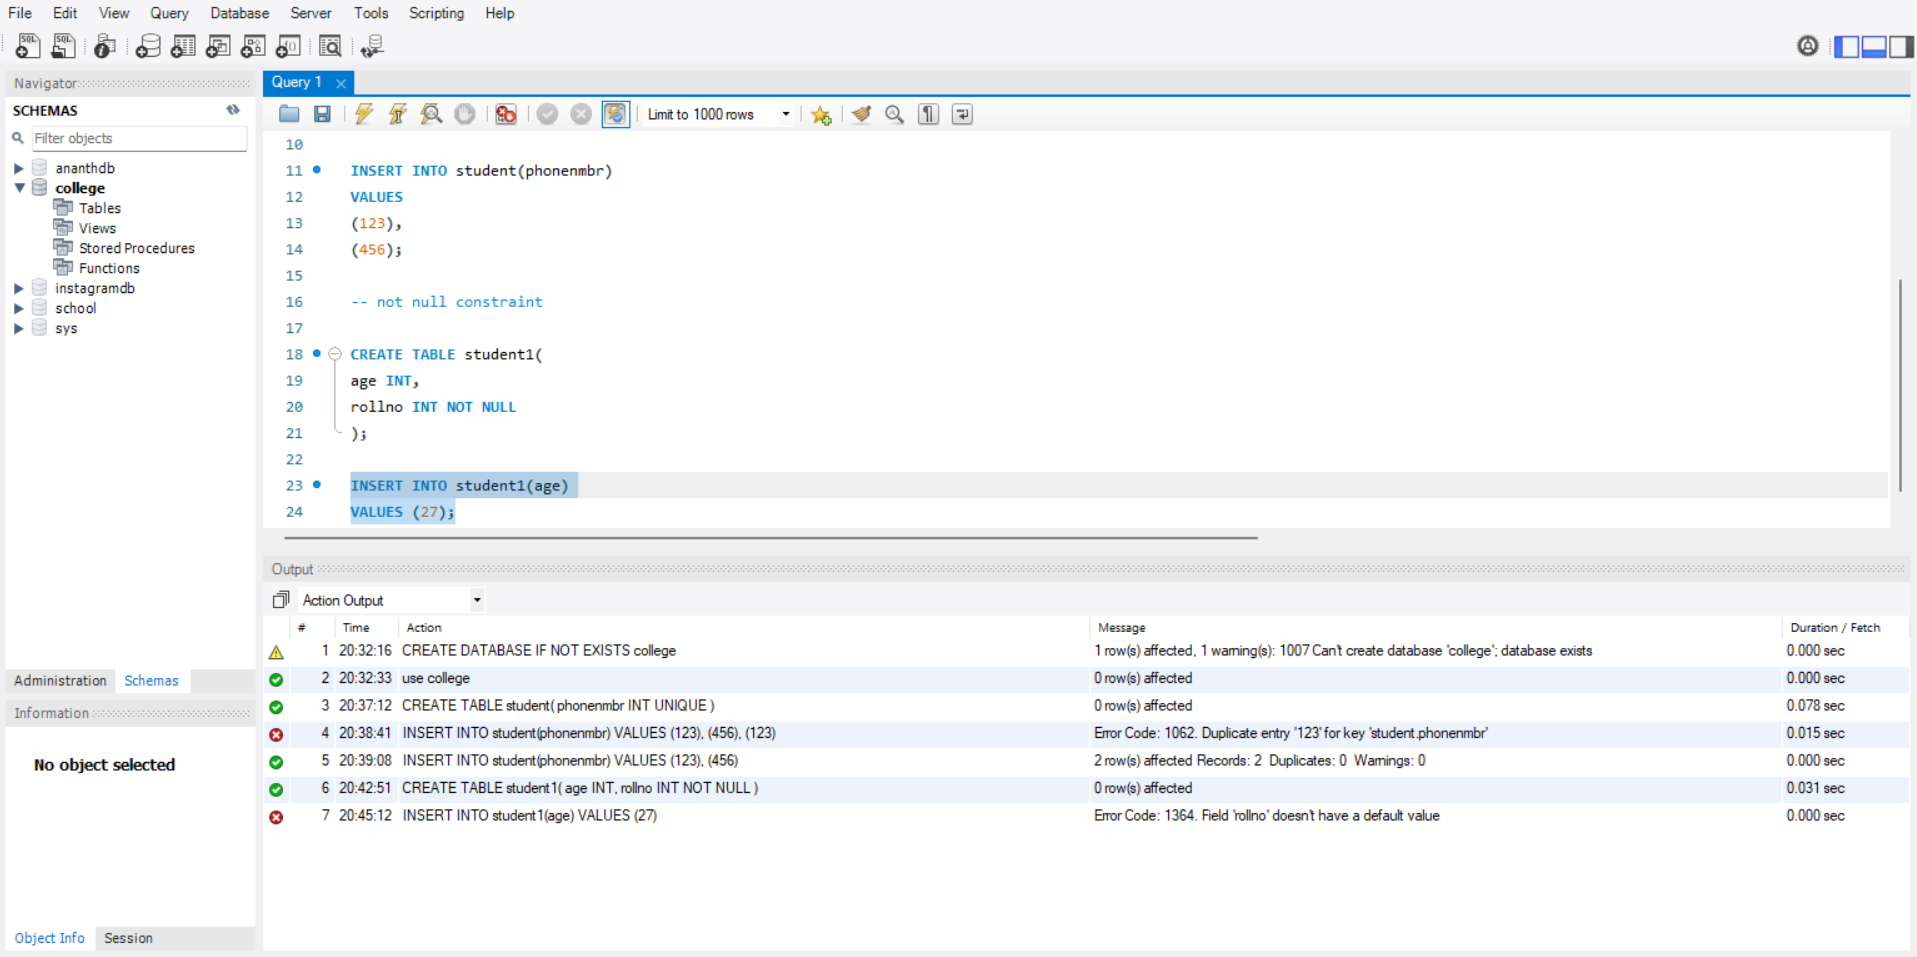 File Edit View Query Database Server Tools Scripting Help
Navigator
SCHEMAS
Filter objects
ananthdb
college
Tables
Views
Stored Procedures
Functions
instagramdb
school
sys
Administration Schemas
Information
No object selected
Object Info Session
Query 1
Limit to 1000 rows
10
11 INSERT INTO student(phonenmbr)
12 VALUES
13 (123),
14 (456);
15
16 -- not null constraint
17
18 CREATE TABLE student1(
19 age INT,
20 rollno INT NOT NULL
21 );
22
23 INSERT INTO student1(age)
24 VALUES (27);
Output
Action Output
# Time Action Message Duration / Fetch
1 20:32:16 CREATE DATABASE IF NOT EXISTS college 1 row(s) affected, 1 warning(s): 1007 Can't create database 'college'; database exists 0.000 sec
2 20:32:33 use college 0 row(s) affected 0.000 sec
3 20:37:12 CREATE TABLE student( phonenmbr INT UNIQUE ) 0 row(s) affected 0.078 sec
4 20:38:41 INSERT INTO student(phonenmbr) VALUES (123), (456), (123) Error Code: 1062. Duplicate entry '123' for key 'student.phonenmbr' 0.015 sec
5 20:39:08 INSERT INTO student(phonenmbr) VALUES (123), (456) 2 row(s) affected Records: 2 Duplicates: 0 Warnings: 0 0.000 sec
6 20:42:51 CREATE TABLE student1( age INT, rollno INT NOT NULL ) 0 row(s) affected 0.031 sec
7 20:45:12 INSERT INTO student1(age) VALUES (27) Error Code: 1364. Field 'rollno' doesn't have a default value 0.000 sec